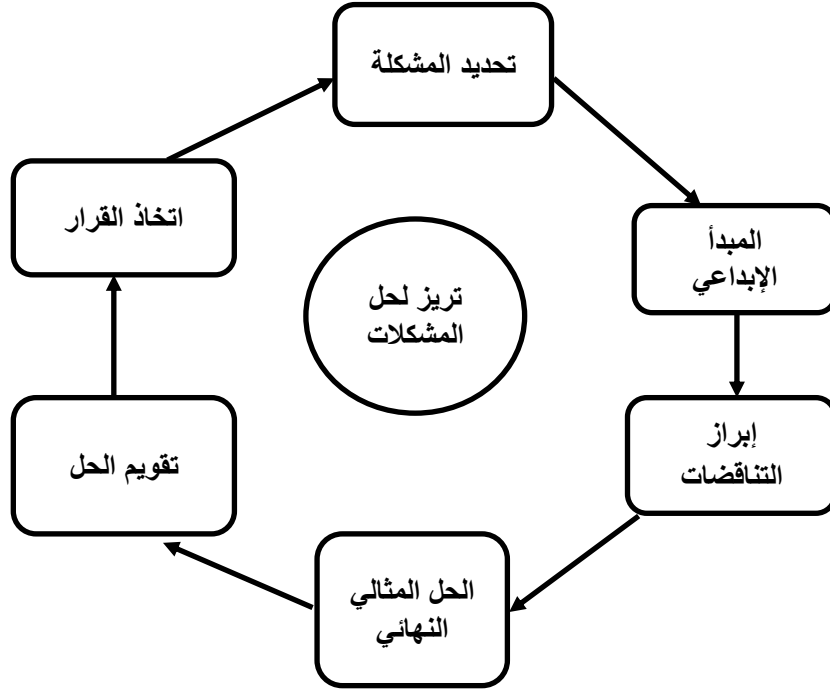 تحديد المشكلة
المبدأ
الإبداعي
إبراز
التناقضات
الحل المثالي
النهائي
تقويم الحل
اتخاذ القرار
تريز لحل
المشكلات